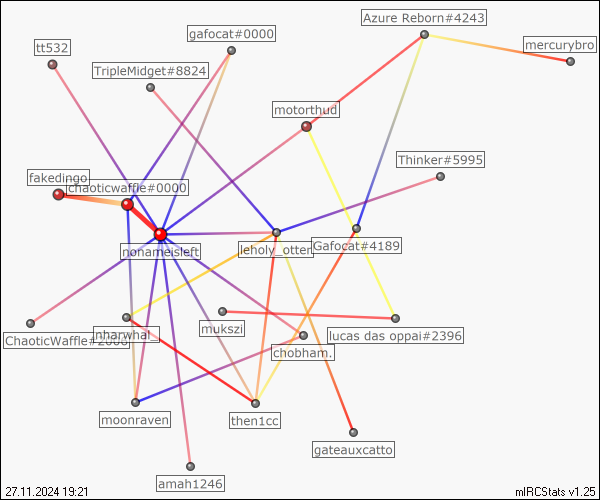 Azure Reborn#4243
gafocat#0000
tt532
mercurybro
TripleMidget#8824
motorthud
Thinker#5995
fakedingo
chaoticwaffle#0000
nonameisleft
leholy_otter
Gafocat#4189
nharwhal_
mukszi
lucas das oppai#2396
chobham.
moonraven
then1cc
gateauxcatto
amah1246
27.11.2024 19:21
mIRCStats v1.25